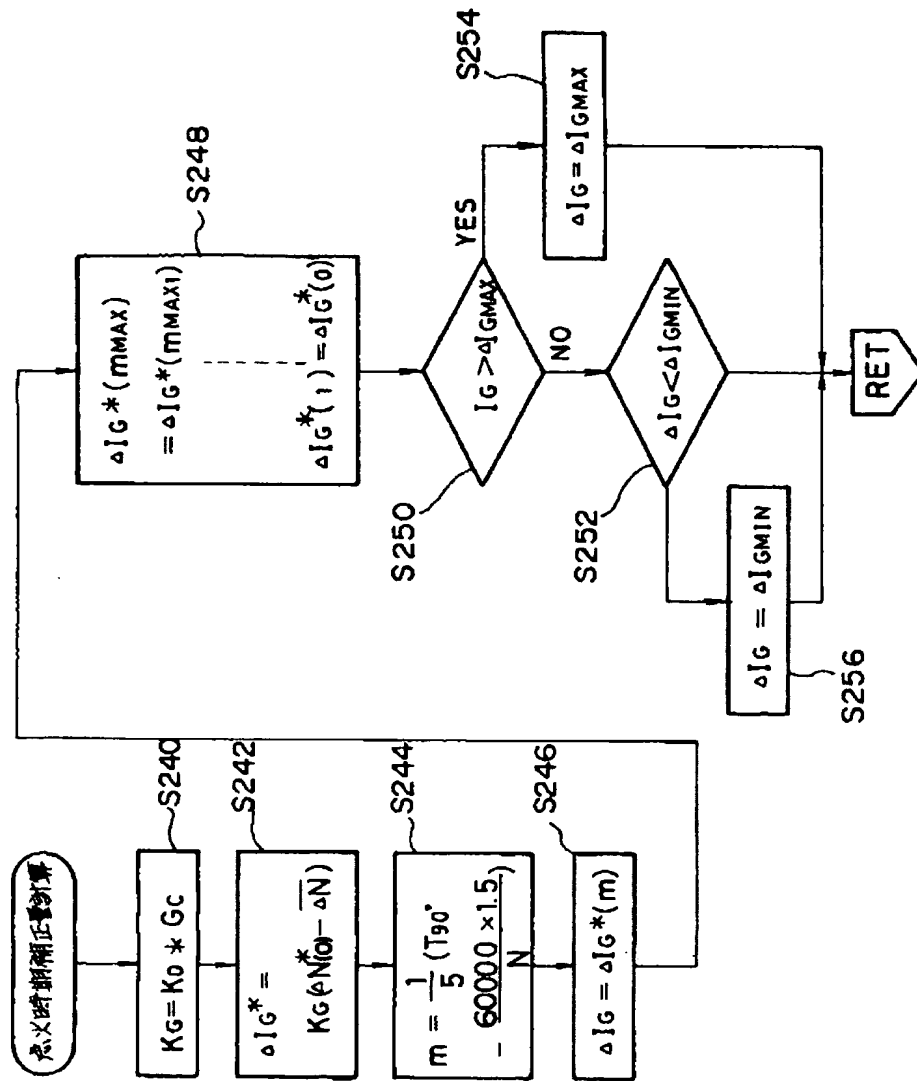 点火時期補正量計算
S240
KG=KD*GC
S242
ΔIG*=
KG(ΔN*(0)-ΔN̅)
S244
m = 1/5 (T90°
- 60000×1.5/N)
S246
ΔIG=ΔIG*(m)
S248
ΔIG*(mMAX)
=ΔIG*(mMAX1)
ΔIG*(1)=ΔIG*(0)
S250
IG>ΔIGMAX
YES
S254
ΔIG=ΔIGMAX
NO
S252
ΔIG<ΔIGMIN
S256
ΔIG = ΔIGMIN
RET